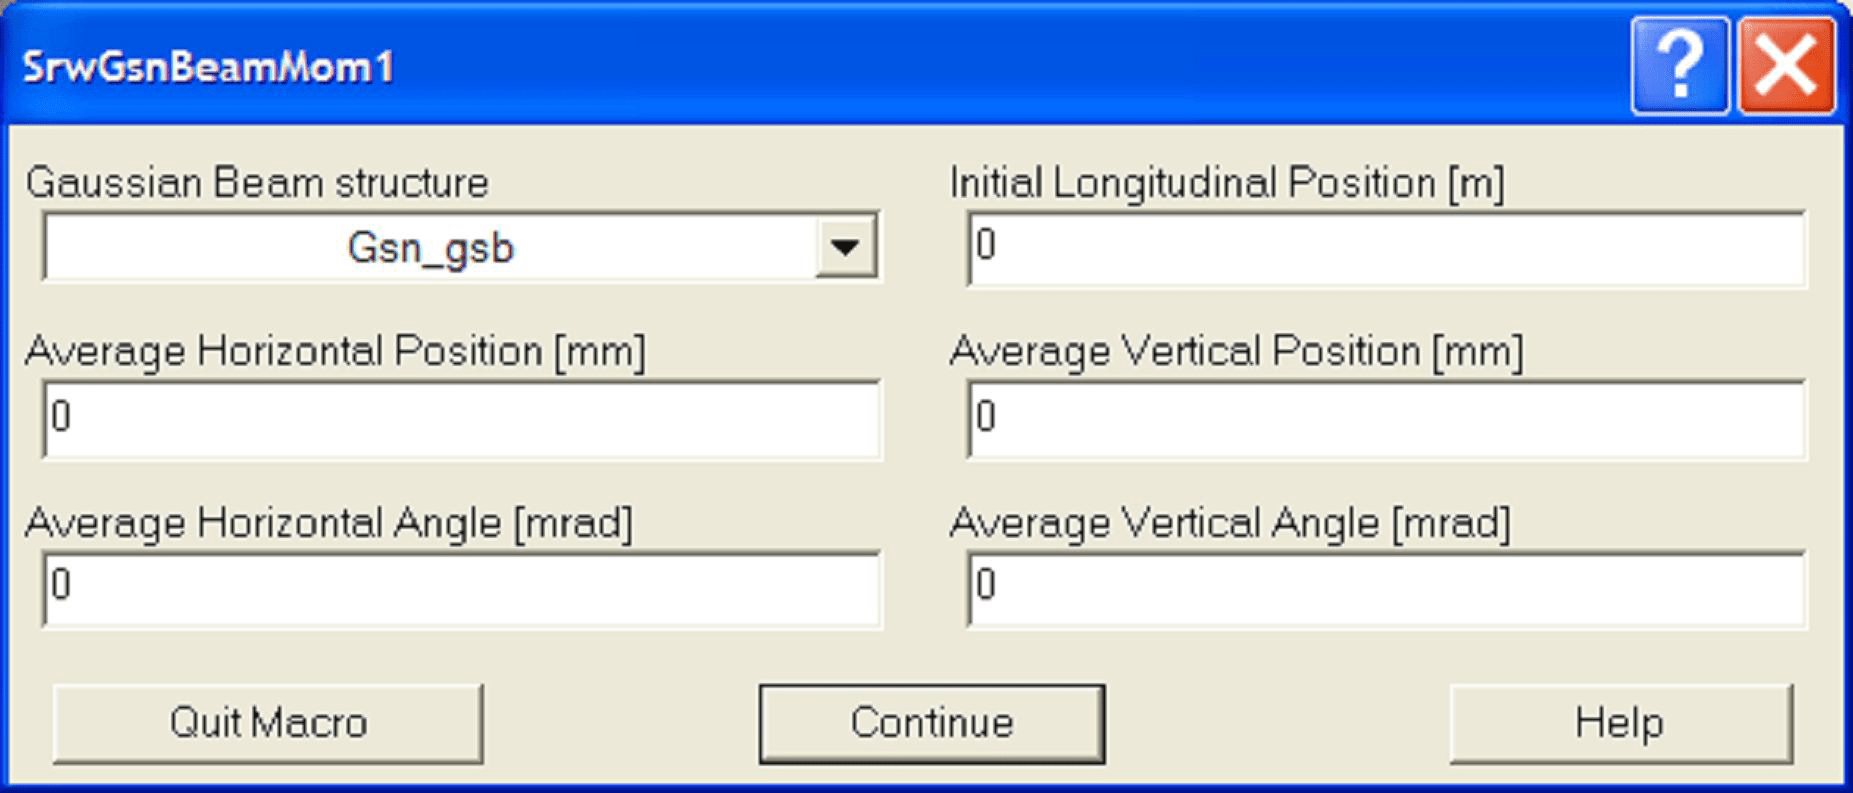 SrwGsnBeamMom1
?
Gaussian Beam structure
Initial Longitudinal Position [m]
Gsn_gsb
0
Average Horizontal Position [mm]
Average Vertical Position [mm]
0
0
Average Horizontal Angle [mrad]
Average Vertical Angle [mrad]
0
0
Quit Macro
Continue
Help